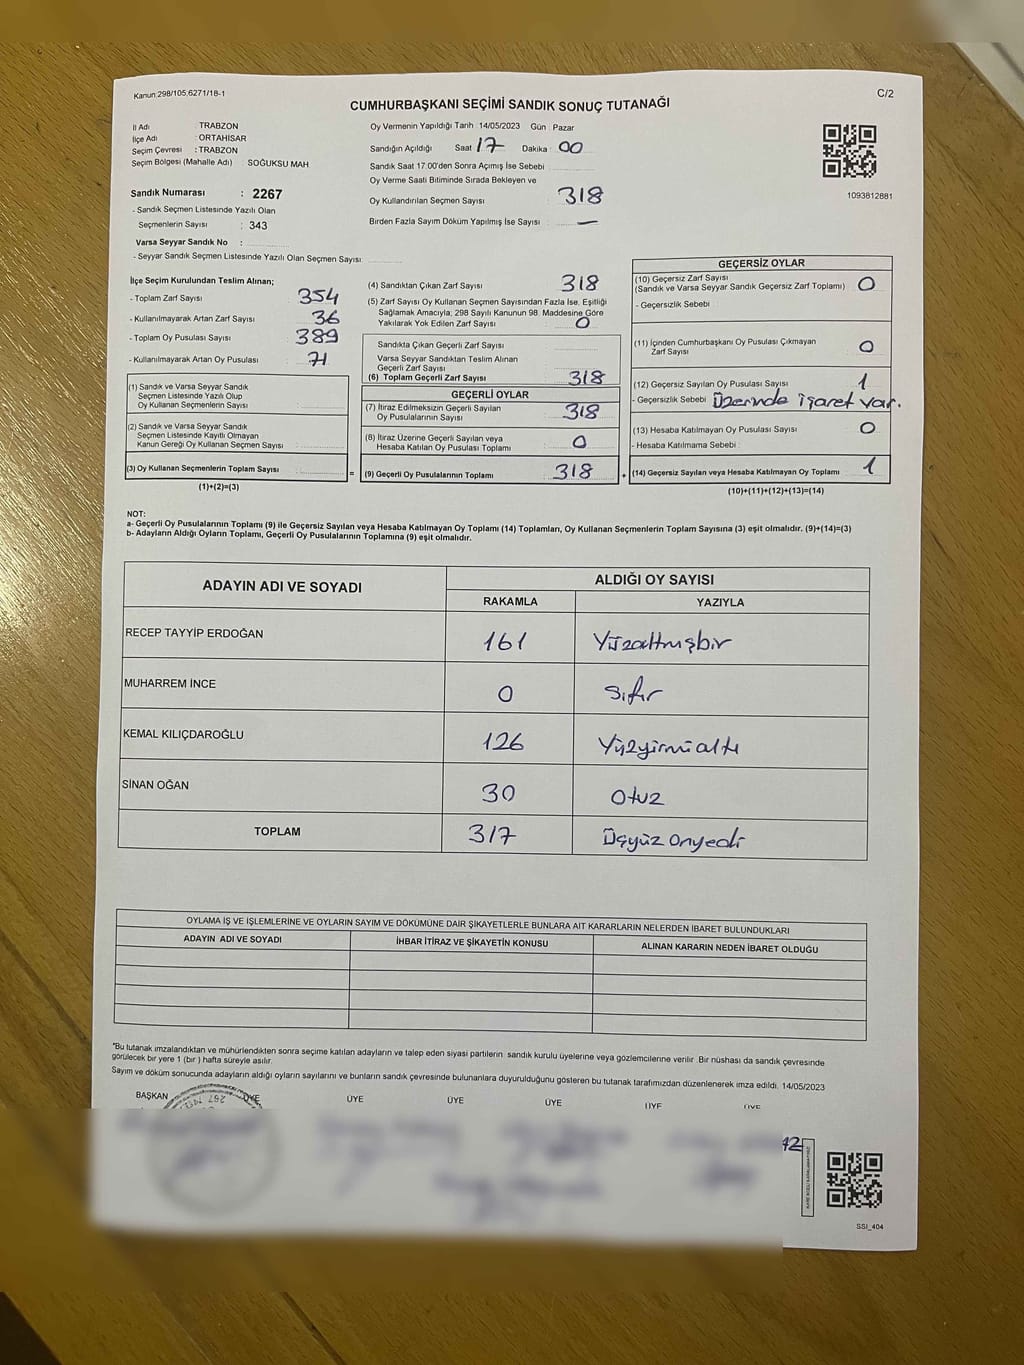 Kanun:298/105,6271/18-1
C/2
CUMHURBAŞKANI SEÇİMİ SANDIK SONUÇ TUTANAĞI
İl Adı TRABZON
İlçe Adı : ORTAHİSAR
Seçim Çevresi : TRABZON
Seçim Bölgesi (Mahalle Adı) : SOĞUKSU MAH
Sandık Numarası : 2267
- Sandık Seçmen Listesinde Yazılı Olan
Seçmenlerin Sayısı : 343
Varsa Seyyar Sandık No :
- Seyyar Sandık Seçmen Listesinde Yazılı Olan Seçmen Sayısı:
Oy Vermenin Yapıldığı Tarih :14/05/2023 Gün : Pazar
Sandığın Açıldığı Saat : 17 Dakika : 00
Sandık Saat 17.00'den Sonra Açımış İse Sebebi :
Oy Verme Saati Bitiminde Sırada Bekleyen ve
Oy Kullandırılan Seçmen Sayısı : 318
Birden Fazla Sayım Döküm Yapılmış İse Sayısı : —
1093812881
İlçe Seçim Kurulundan Teslim Alınan;
- Toplam Zarf Sayısı : 354
- Kullanılmayarak Artan Zarf Sayısı : 36
- Toplam Oy Pusulası Sayısı : 389
- Kullanılmayarak Artan Oy Pusulası : 71
(1) Sandık ve Varsa Seyyar Sandık
Seçmen Listesinde Yazılı Olup
Oy Kullanan Seçmenlerin Sayısı :
(2) Sandık ve Varsa Seyyar Sandık
Seçmen Listesinde Kayıtlı Olmayan
Kanun Gereği Oy Kullanan Seçmen Sayısı :
(3) Oy Kullanan Seçmenlerin Toplam Sayısı :
(1)+(2)=(3)
(4) Sandıktan Çıkan Zarf Sayısı : 318
(5) Zarf Sayısı Oy Kullanan Seçmen Sayısından Fazla İse, Eşitliği
Sağlamak Amacıyla; 298 Sayılı Kanunun 98. Maddesine Göre
Yakılarak Yok Edilen Zarf Sayısı : 0
Sandıkta Çıkan Geçerli Zarf Sayısı :
Varsa Seyyar Sandıktan Teslim Alınan
Geçerli Zarf Sayısı :
(6) Toplam Geçerli Zarf Sayısı : 318
GEÇERLİ OYLAR
(7) İtiraz Edilmeksizin Geçerli Sayılan
Oy Pusulalarının Sayısı : 318
(8) İtiraz Üzerine Geçerli Sayılan veya
Hesaba Katılan Oy Pusulaları Toplamı : 0
= (9) Geçerli Oy Pusulalarının Toplamı : 318 +
GEÇERSİZ OYLAR
(10) Geçersiz Zarf Sayısı
(Sandık ve Varsa Seyyar Sandık Geçersiz Zarf Toplamı) : 0
- Geçersizlik Sebebi :
(11) İçinden Cumhurbaşkanı Oy Pusulası Çıkmayan
Zarf Sayısı : 0
(12) Geçersiz Sayılan Oy Pusulası Sayısı : 1
- Geçersizlik Sebebi : Üzerinde işaret var.
(13) Hesaba Katılmayan Oy Pusulası Sayısı : 0
- Hesaba Katılmama Sebebi :
(14) Geçersiz Sayılan veya Hesaba Katılmayan Oy Toplamı : 1
(10)+(11)+(12)+(13)=(14)
NOT:
a- Geçerli Oy Pusulalarının Toplamı (9) ile Geçersiz Sayılan veya Hesaba Katılmayan Oy Toplamı (14) Toplamları, Oy Kullanan Seçmenlerin Toplam Sayısına (3) eşit olmalıdır. (9)+(14)=(3)
b- Adayların Aldığı Oyların Toplamı, Geçerli Oy Pusulalarının Toplamına (9) eşit olmalıdır.
ADAYIN ADI VE SOYADI ALDIĞI OY SAYISI
RAKAMLA YAZIYLA
RECEP TAYYİP ERDOĞAN 161 Yüzaltmışbir
MUHARREM İNCE 0 Sıfır
KEMAL KILIÇDAROĞLU 126 Yüzyirmialtı
SİNAN OĞAN 30 Otuz
TOPLAM 317 Üçyüz onyedi
OYLAMA İŞ VE İŞLEMLERİNE VE OYLARIN SAYIM VE DÖKÜMÜNE DAİR ŞİKAYETLERLE BUNLARA AİT KARARLARIN NELERDEN İBARET BULUNDUKLARI
ADAYIN ADI VE SOYADI İHBAR İTİRAZ VE ŞİKAYETİN KONUSU ALINAN KARARIN NEDEN İBARET OLDUĞU
"Bu tutanak imzalandıktan ve mühürlendikten sonra seçime katılan adayların ve talep eden siyasi partilerin sandık kurulu üyelerine veya gözlemcilerine verilir. Bir nüshası da sandık çevresinde
görülecek bir yere 1 (bir ) hafta süreyle asılır.
Sayım ve döküm sonucunda adayların aldığı oyların sayılarını ve bunların sandık çevresinde bulunanlara duyurulduğunu gösteren bu tutanak tarafımızdan düzenlenerek imza edildi. 14/05/2023
BAŞKAN ÜYE ÜYE ÜYE ÜYE ÜYE ÜYE
SSI_404